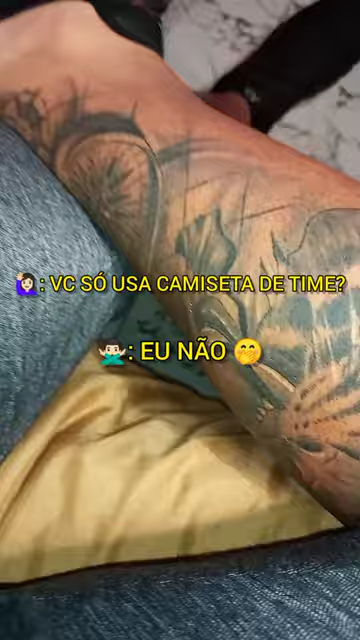 🙋🏻‍♀️: VC SÓ USA CAMISETA DE TIME?
🙅🏻‍♂️: EU NÃO 🤭